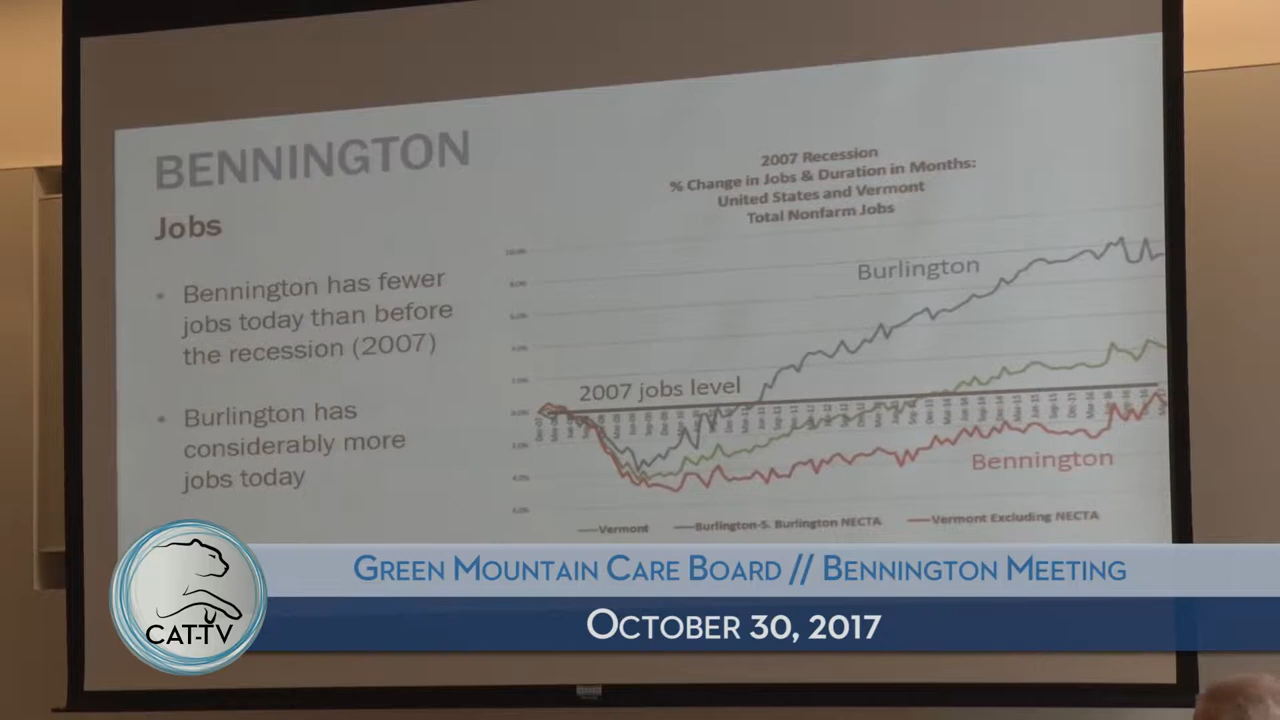 BENNINGTON
Jobs
• Bennington has fewer
jobs today than before
the recession (2007)
• Burlington has
considerably more
jobs today
2007 Recession
% Change in Jobs & Duration in Months:
United States and Vermont
Total Nonfarm Jobs
Burlington
2007 jobs level
Bennington
Vermont
Burlington-S. Burlington NECTA
Vermont Excluding NECTA
CAT-TV
GREEN MOUNTAIN CARE BOARD // BENNINGTON MEETING
OCTOBER 30, 2017